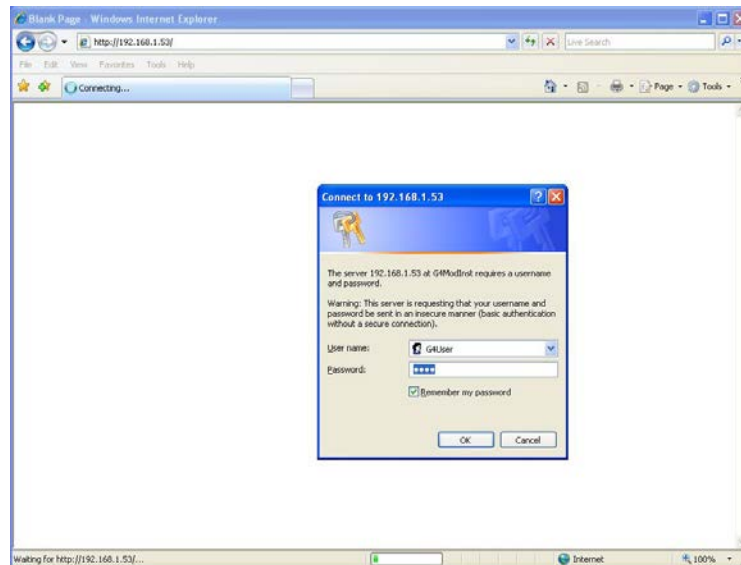 Blank Page - Windows Internet Explorer
http://192.168.1.53/
Live Search
File Edit View Favorites Tools Help
Connecting...
Page Tools
Connect to 192.168.1.53
The server 192.168.1.53 at G4ModInst requires a username
and password.
Warning: This server is requesting that your username and
password be sent in an insecure manner (basic authentication
without a secure connection).
User name: G4User
Password: ••••
Remember my password
OK Cancel
Waiting for http://192.168.1.53/...
Internet 100%